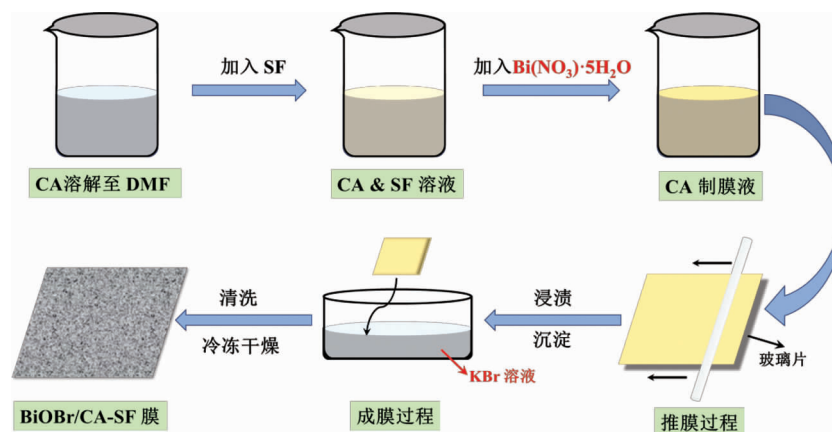 加入 SF
加入Bi(NO₃)·5H₂O
CA溶解至 DMF
CA & SF 溶液
CA 制膜液
清洗
冷冻干燥
浸渍
沉淀
玻璃片
KBr 溶液
BiOBr/CA-SF 膜
成膜过程
推膜过程